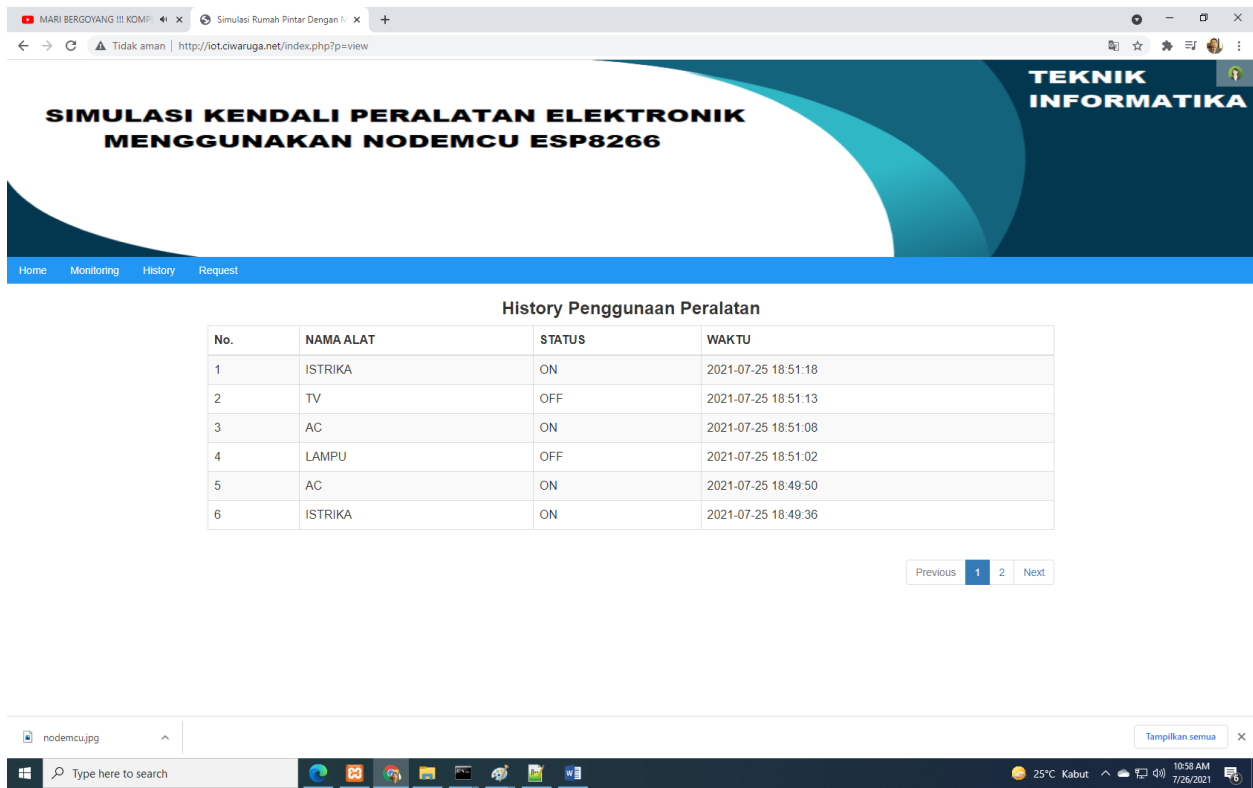 MARI BERGOYANG !!! KOMPI
Simulasi Rumah Pintar Dengan
Tidak aman | http://iot.ciwaruga.net/index.php?p=view
TEKNIK
INFORMATIKA
SIMULASI KENDALI PERALATAN ELEKTRONIK
MENGGUNAKAN NODEMCU ESP8266
Home Monitoring History Request
History Penggunaan Peralatan
No. NAMA ALAT STATUS WAKTU
1 ISTRIKA ON 2021-07-25 18:51:18
2 TV OFF 2021-07-25 18:51:13
3 AC ON 2021-07-25 18:51:08
4 LAMPU OFF 2021-07-25 18:51:02
5 AC ON 2021-07-25 18:49:50
6 ISTRIKA ON 2021-07-25 18:49:36
Previous 1 2 Next
nodemcu.jpg
Tampilkan semua
Type here to search
25°C Kabut
10:58 AM
7/26/2021
6